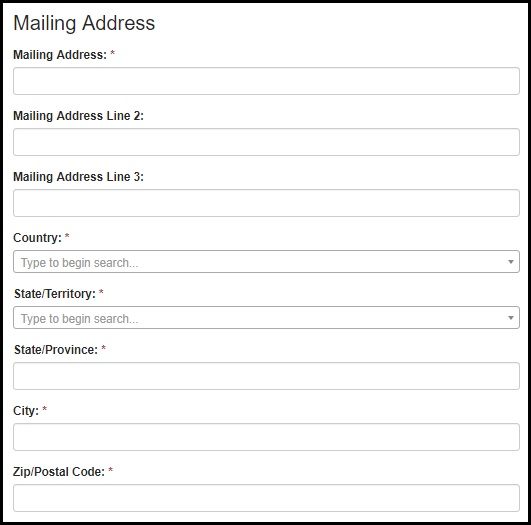 Mailing Address
Mailing Address: *
Mailing Address Line 2:
Mailing Address Line 3:
Country: *
Type to begin search...
State/Territory: *
Type to begin search...
State/Province: *
City: *
Zip/Postal Code: *